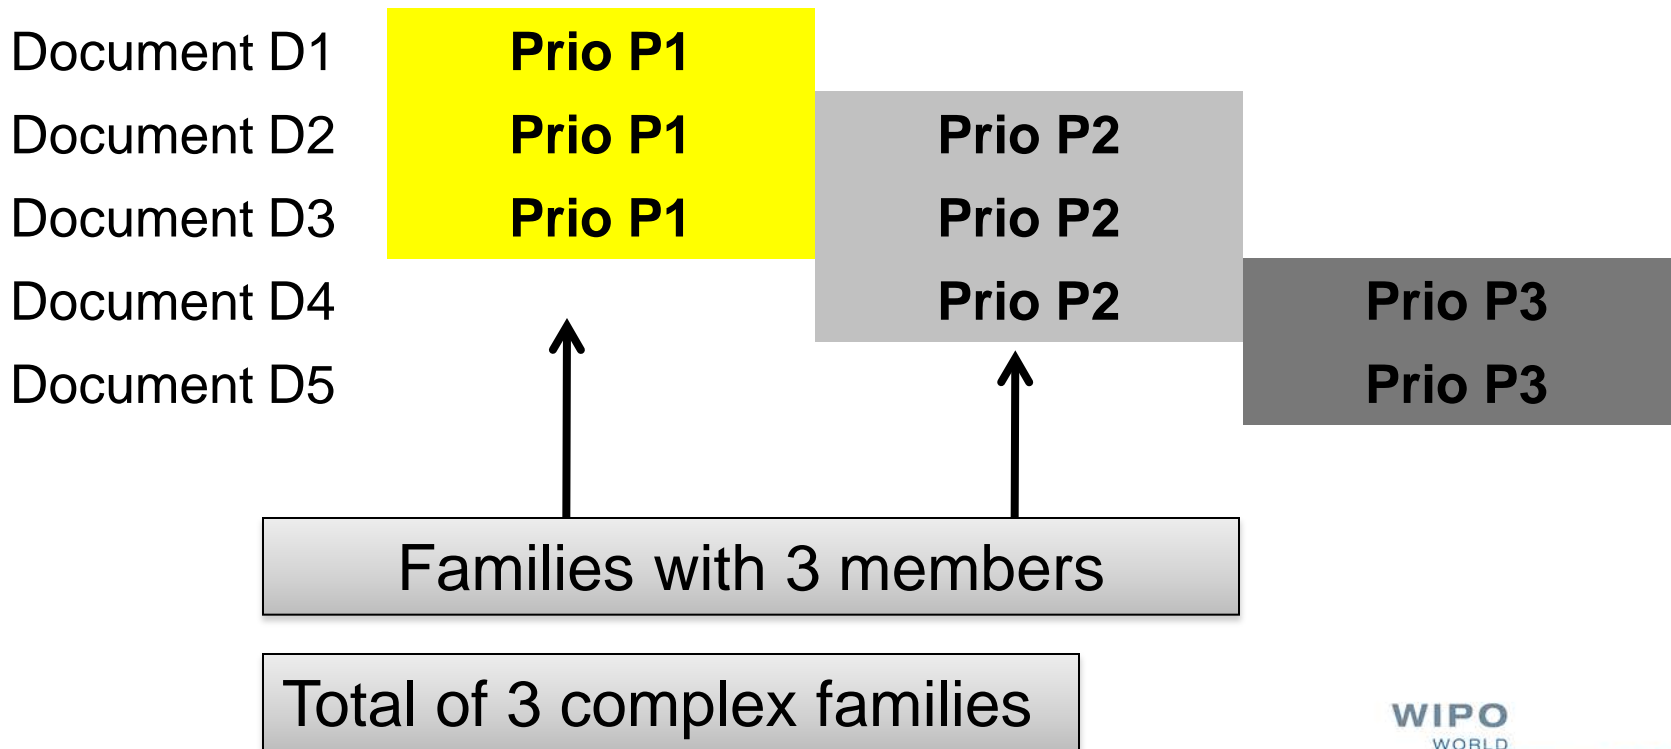 Document D1 Prio P1
Document D2 Prio P1 Prio P2
Document D3 Prio P1 Prio P2
Document D4 Prio P2 Prio P3
Document D5 Prio P3
Families with 3 members
Total of 3 complex families
WIPO
WORLD